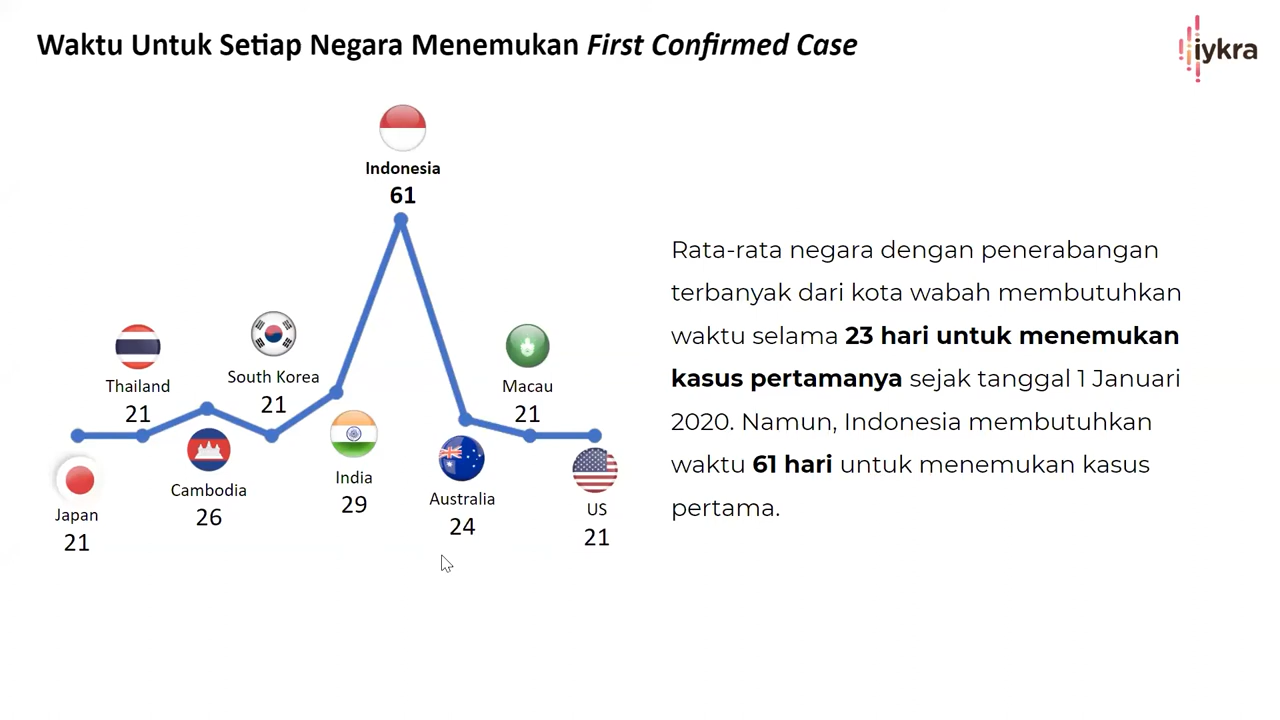 Waktu Untuk Setiap Negara Menemukan First Confirmed Case
iykra
Indonesia
61
Thailand
21
South Korea
21
Macau
21
Japan
21
Cambodia
26
India
29
Australia
24
US
21
Rata-rata negara dengan penerabangan
terbanyak dari kota wabah membutuhkan
waktu selama 23 hari untuk menemukan
kasus pertamanya sejak tanggal 1 Januari
2020. Namun, Indonesia membutuhkan
waktu 61 hari untuk menemukan kasus
pertama.